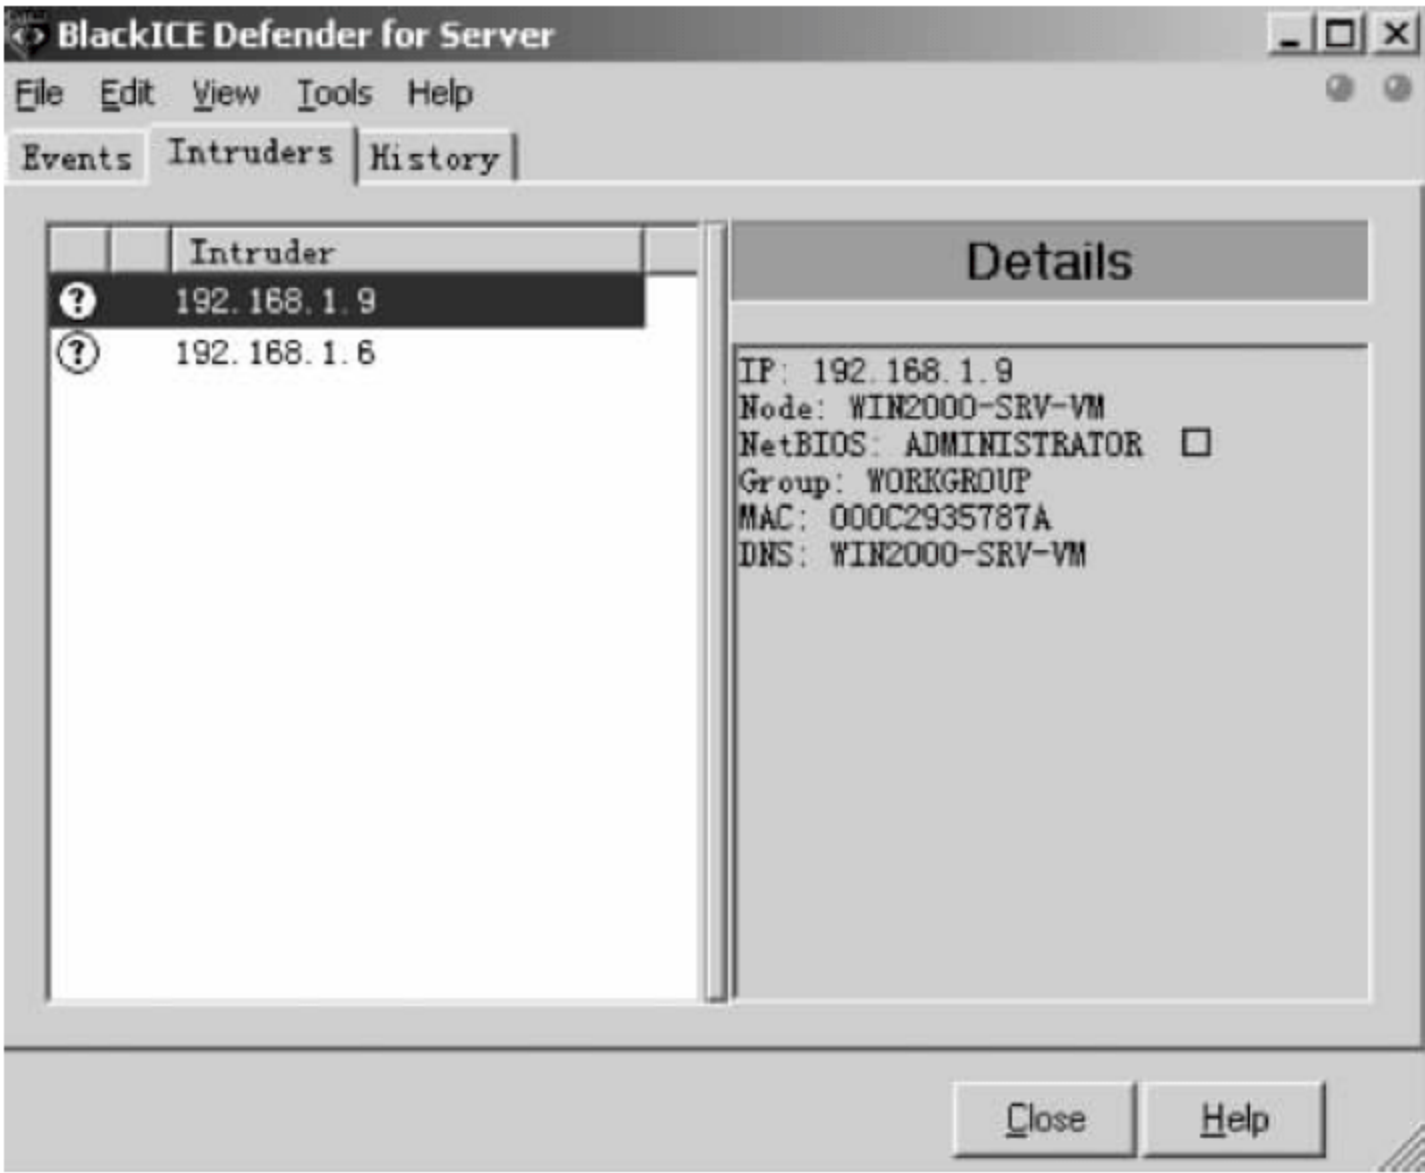 BlackICE Defender for Server
File Edit View Tools Help
Events Intruders History
Intruder
192.168.1.9
192.168.1.6
Details
IP: 192.168.1.9
Node: WIN2000-SRV-VM
NetBIOS: ADMINISTRATOR
Group: WORKGROUP
MAC: 000C2935787A
DNS: WIN2000-SRV-VM
Close Help